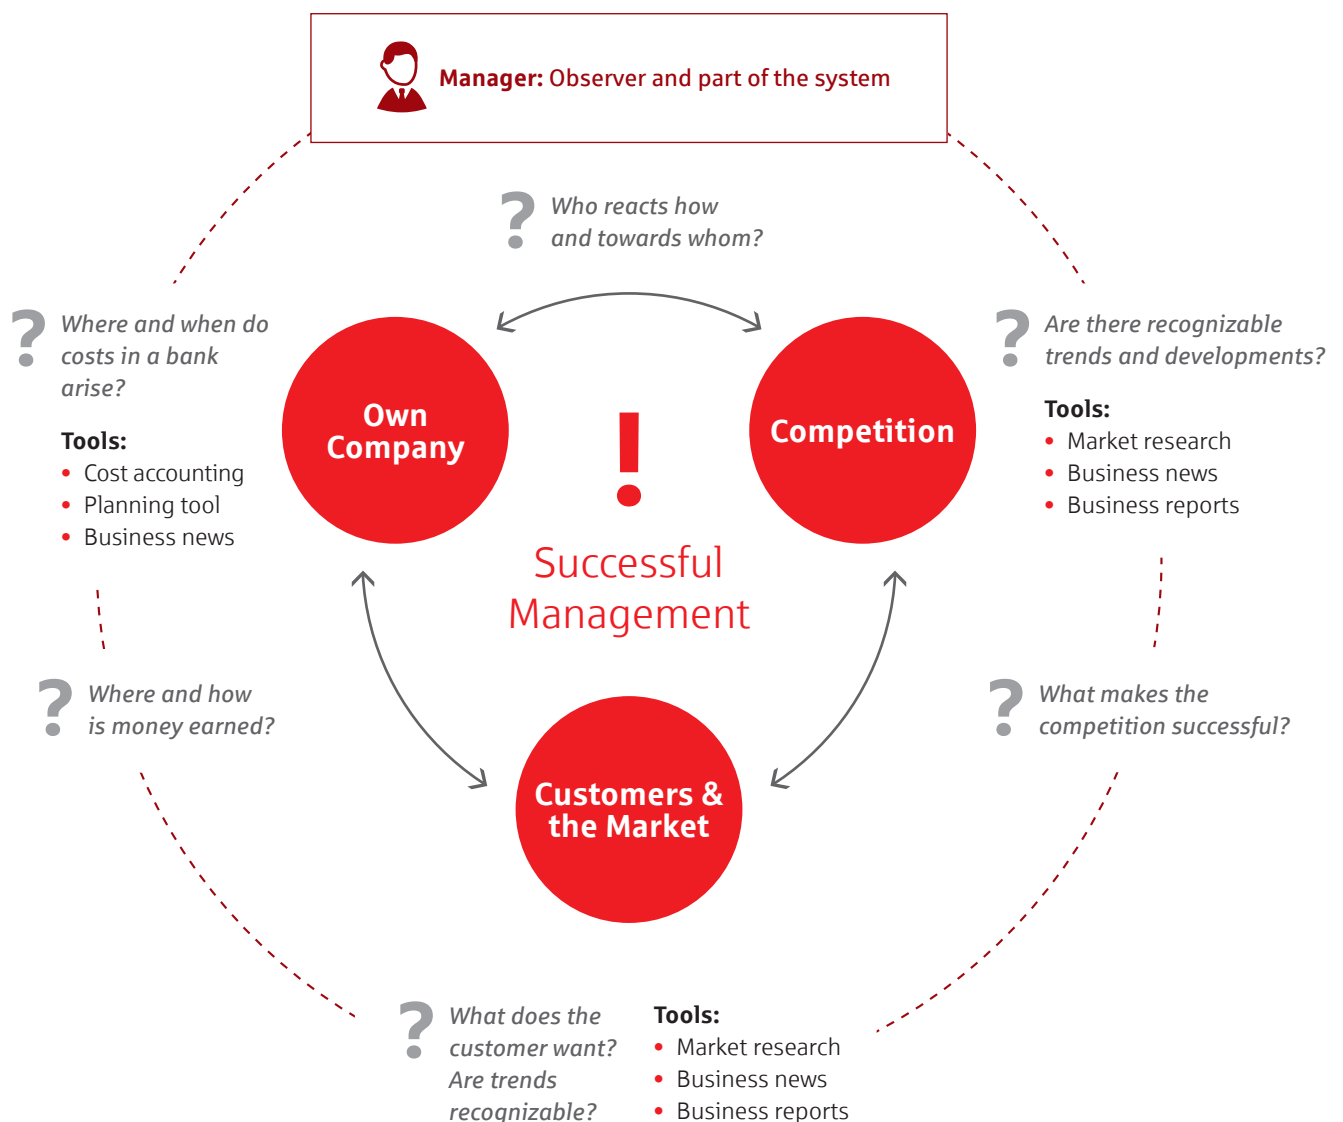 Manager: Observer and part of the system
?
Who reacts how
and towards whom?
?
Where and when do
costs in a bank
arise?
Tools:
• Cost accounting
• Planning tool
• Business news
Own
Company
!
Successful
Management
Competition
?
Are there recognizable
trends and developments?
Tools:
• Market research
• Business news
• Business reports
?
Where and how
is money earned?
?
What makes the
competition successful?
Customers &
the Market
?
What does the
customer want?
Are trends
recognizable?
Tools:
• Market research
• Business news
• Business reports